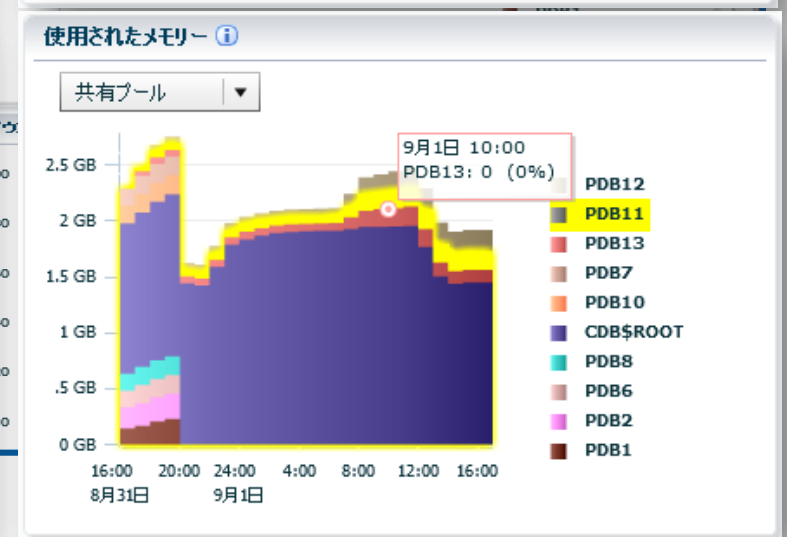 使用されたメモリー
共有プール
2.5 GB
2 GB
1.5 GB
1 GB
.5 GB
0 GB
16:00 20:00 24:00 4:00 8:00 12:00 16:00
8月31日 9月1日
9月1日 10:00
PDB13: 0 (0%)
PDB12
PDB11
PDB13
PDB7
PDB10
CDB$ROOT
PDB8
PDB6
PDB2
PDB1